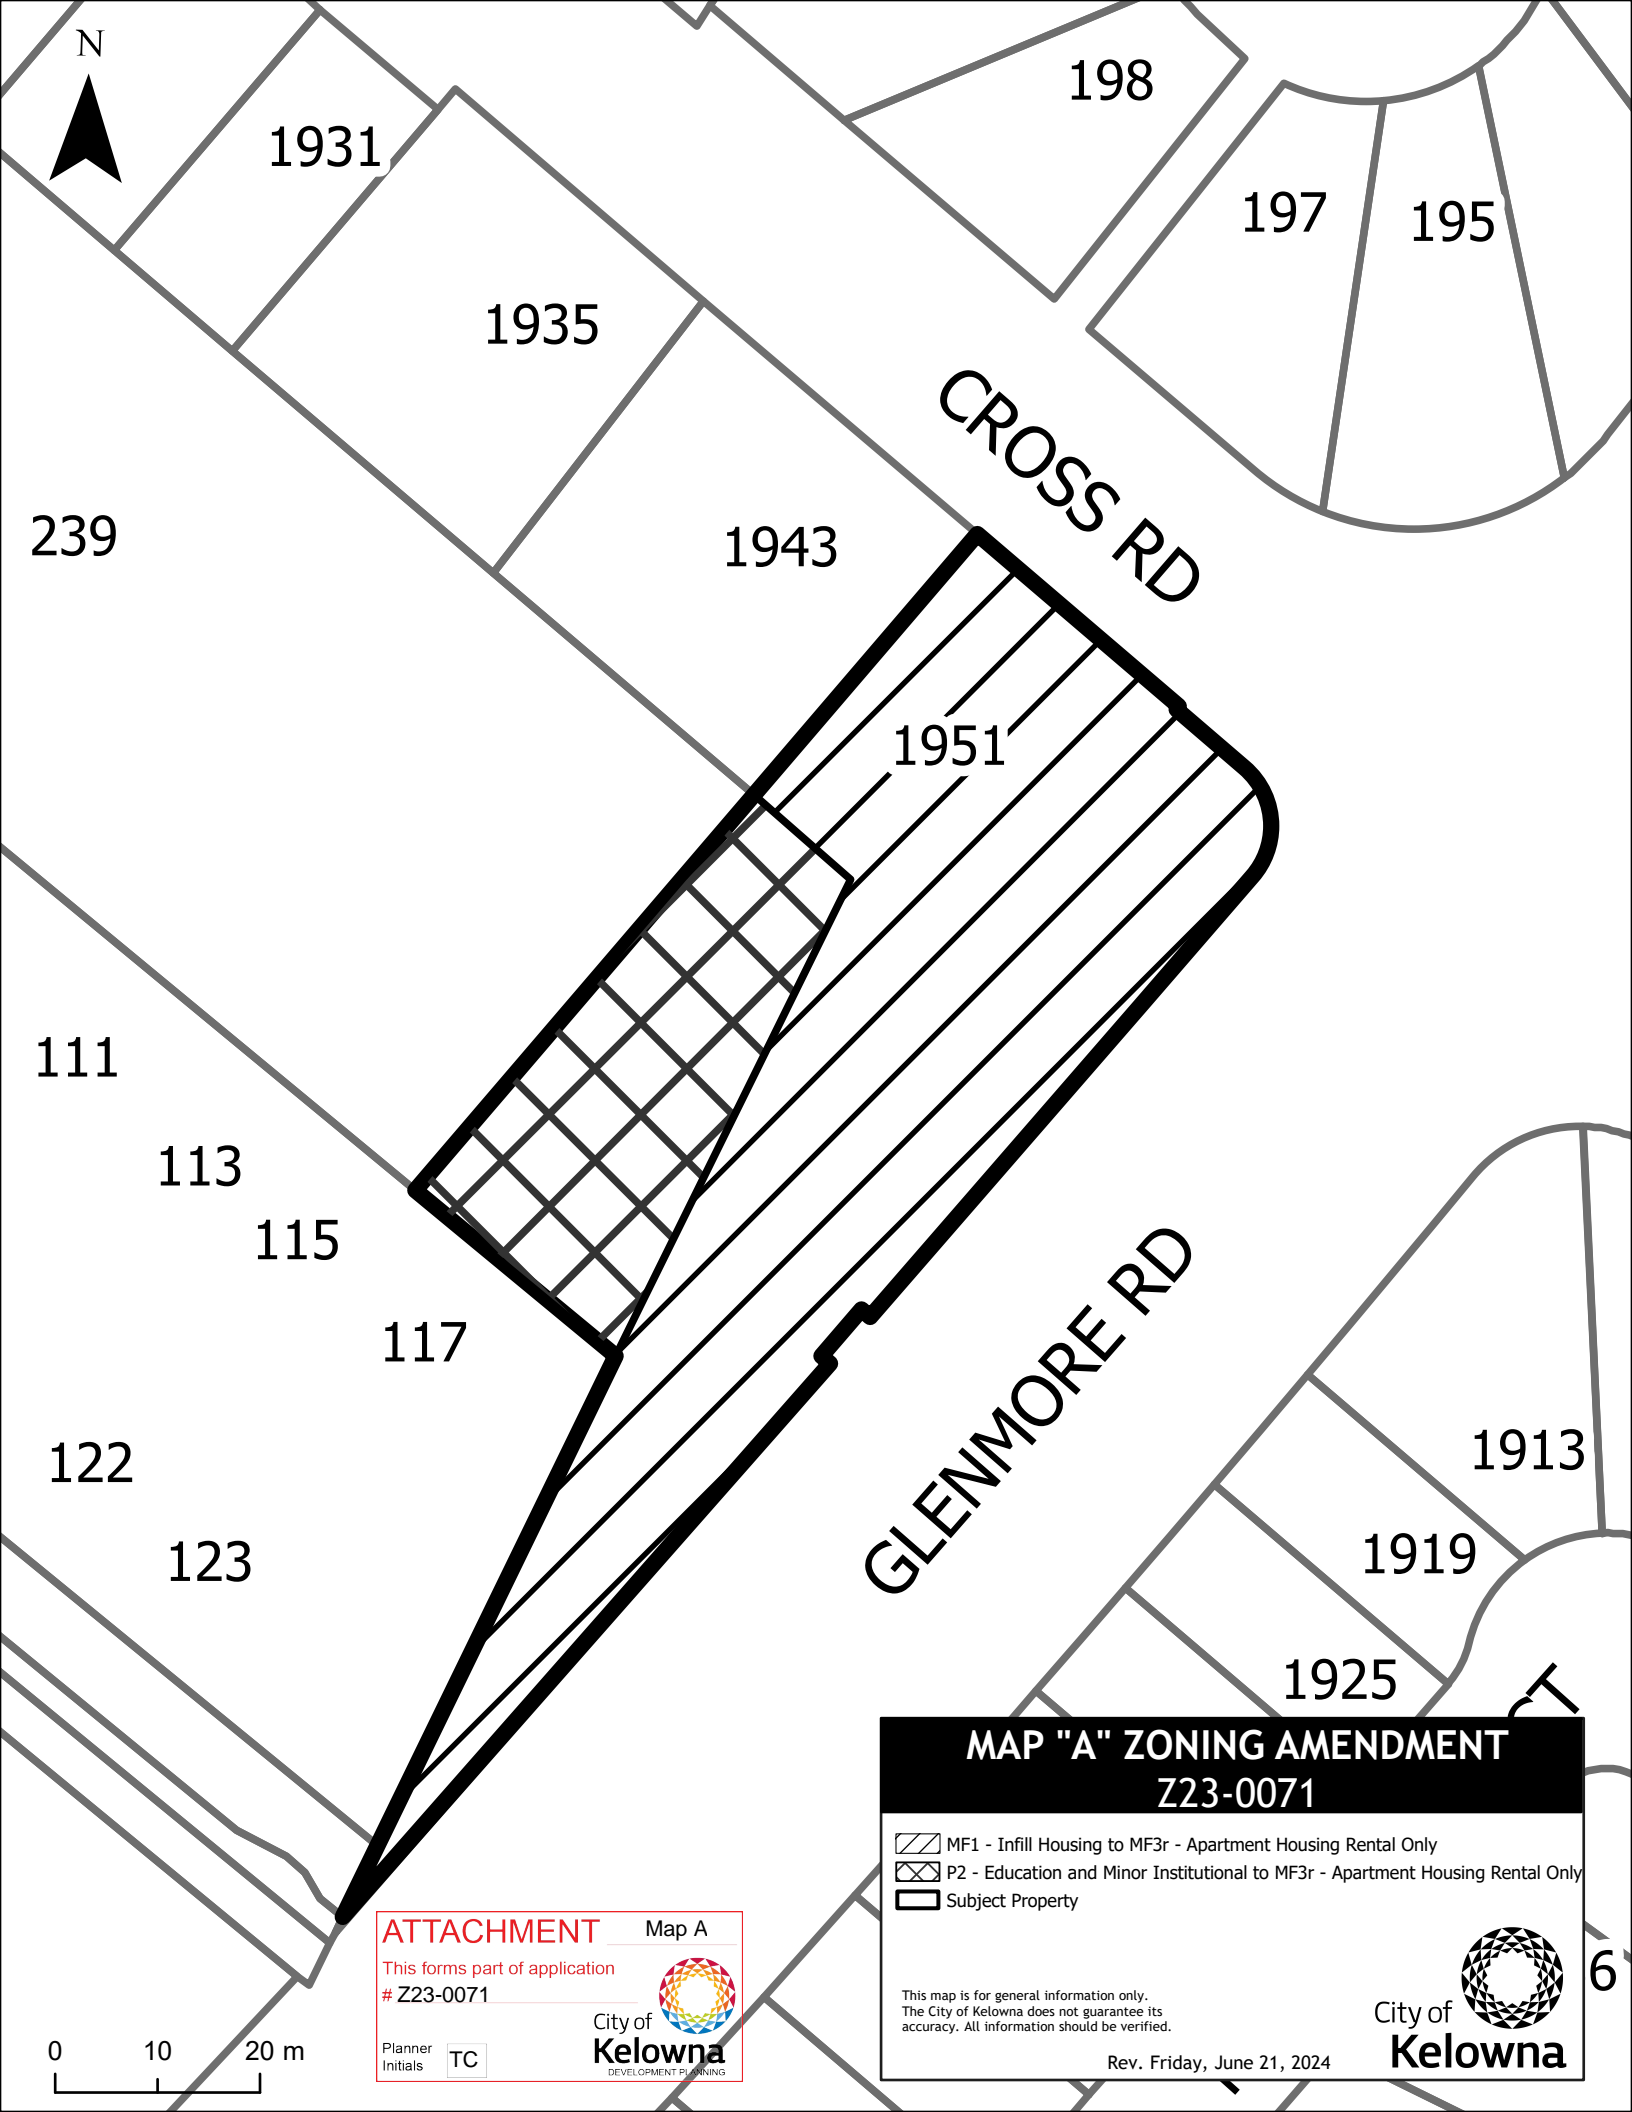 N
198
1931
197
195
1935
CROSS RD
239
1943
1951
111
113
115
117
GLENMORE RD
122
123
1913
1919
1925
CT
MAP "A" ZONING AMENDMENT
Z23-0071
MF1 - Infill Housing to MF3r - Apartment Housing Rental Only
P2 - Education and Minor Institutional to MF3r - Apartment Housing Rental Only
Subject Property
This map is for general information only.
The City of Kelowna does not guarantee its
accuracy. All information should be verified.
Rev. Friday, June 21, 2024
City of
Kelowna
6
ATTACHMENT Map A
This forms part of application
# Z23-0071
City of
Kelowna
DEVELOPMENT PLANNING
Planner
Initials TC
0 10 20 m